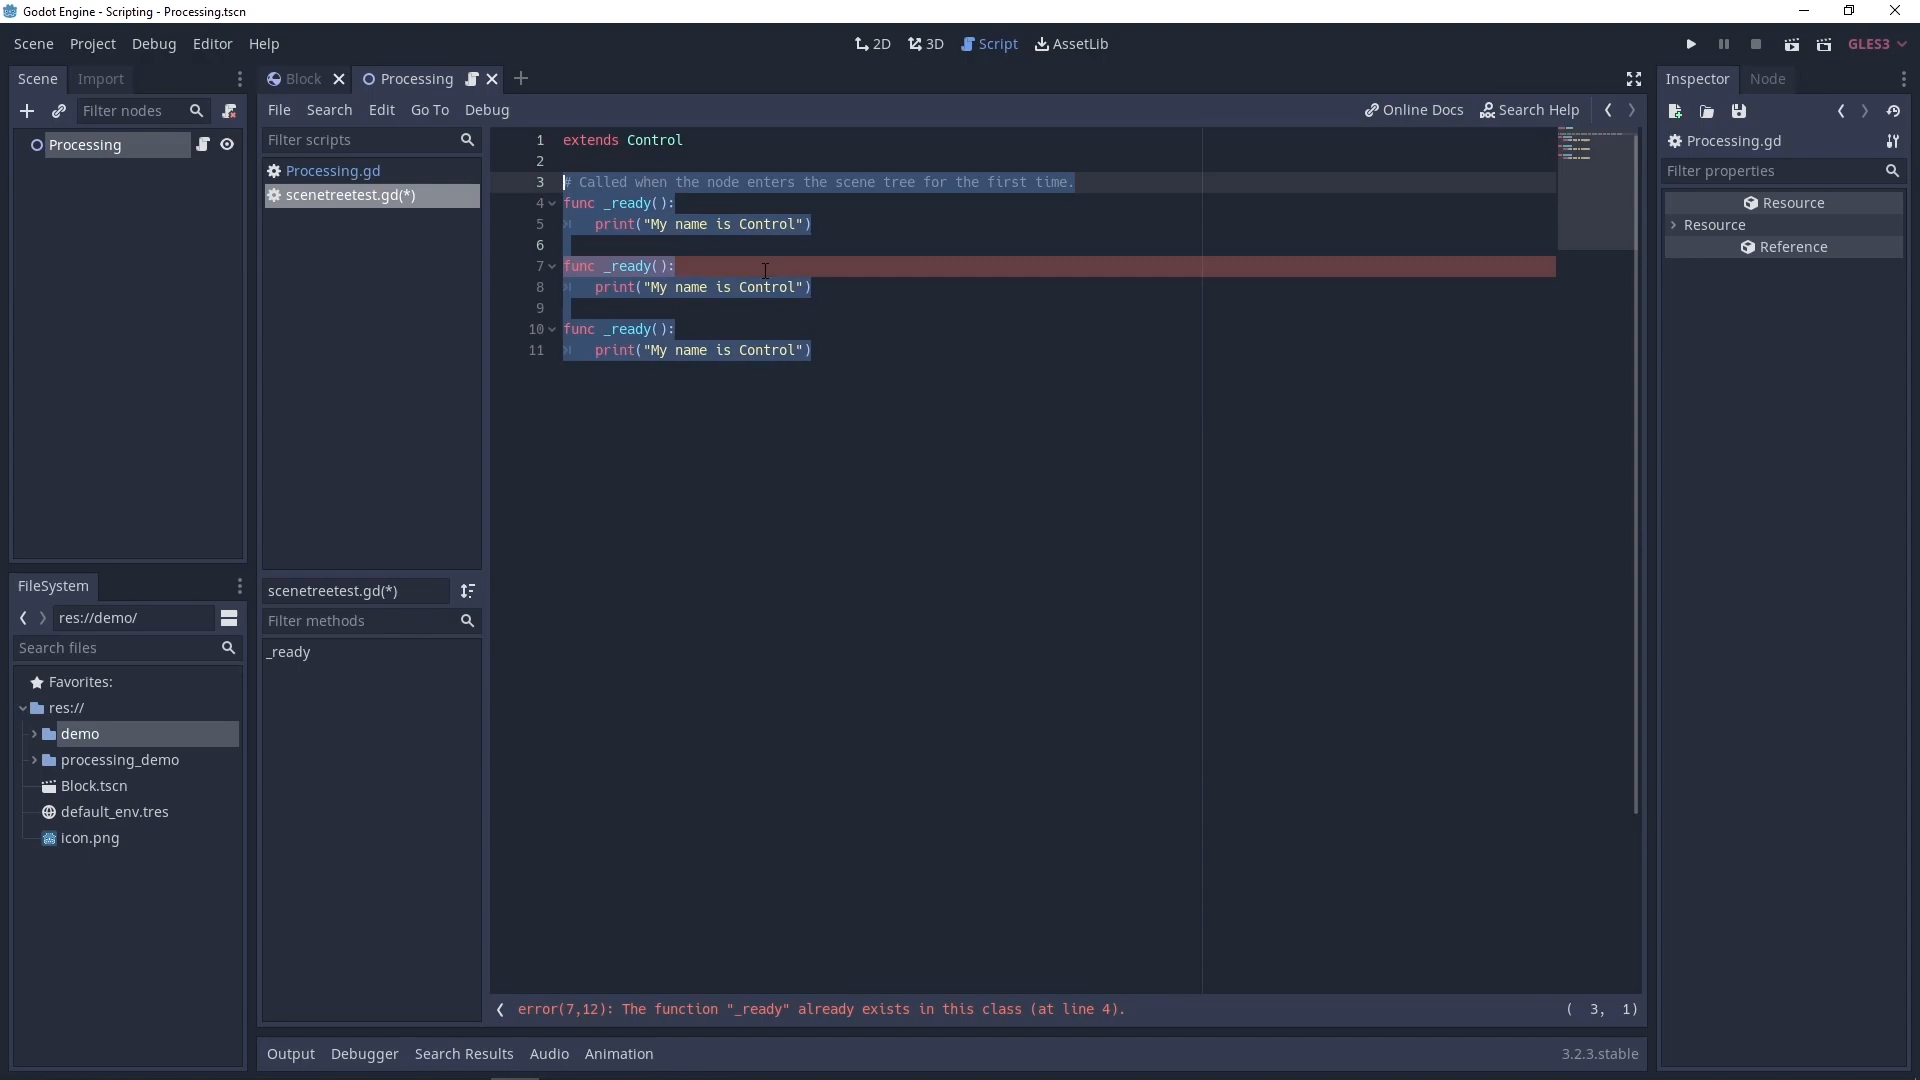 Godot Engine - Scripting - Processing.tscn
Scene Project Debug Editor Help
2D 3D Script AssetLib
GLES3
Scene Import
Filter nodes
Processing
Block Processing
File Search Edit Go To Debug
Online Docs Search Help
Filter scripts
Processing.gd
scenetreetest.gd(*)
scenetreetest.gd(*)
Filter methods
_ready
1 extends Control
2
3 # Called when the node enters the scene tree for the first time.
4 func _ready():
5 print("My name is Control")
6
7 func _ready():
8 print("My name is Control")
9
10 func _ready():
11 print("My name is Control")
error(7,12): The function "_ready" already exists in this class (at line 4).
( 3, 1)
Output Debugger Search Results Audio Animation
3.2.3.stable
FileSystem
res://demo/
Search files
Favorites:
res://
demo
processing_demo
Block.tscn
default_env.tres
icon.png
Inspector Node
Processing.gd
Filter properties
Resource
Resource
Reference